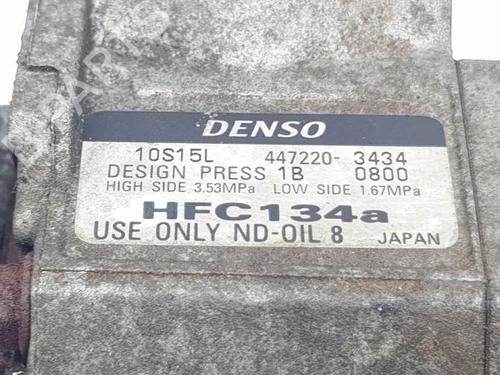 DENSO
10S15L 447220-3434
DESIGN PRESS 1B 0800
HIGH SIDE 3.53MPa LOW SIDE 1.67MPa
HFC134a
USE ONLY ND-OIL 8 JAPAN